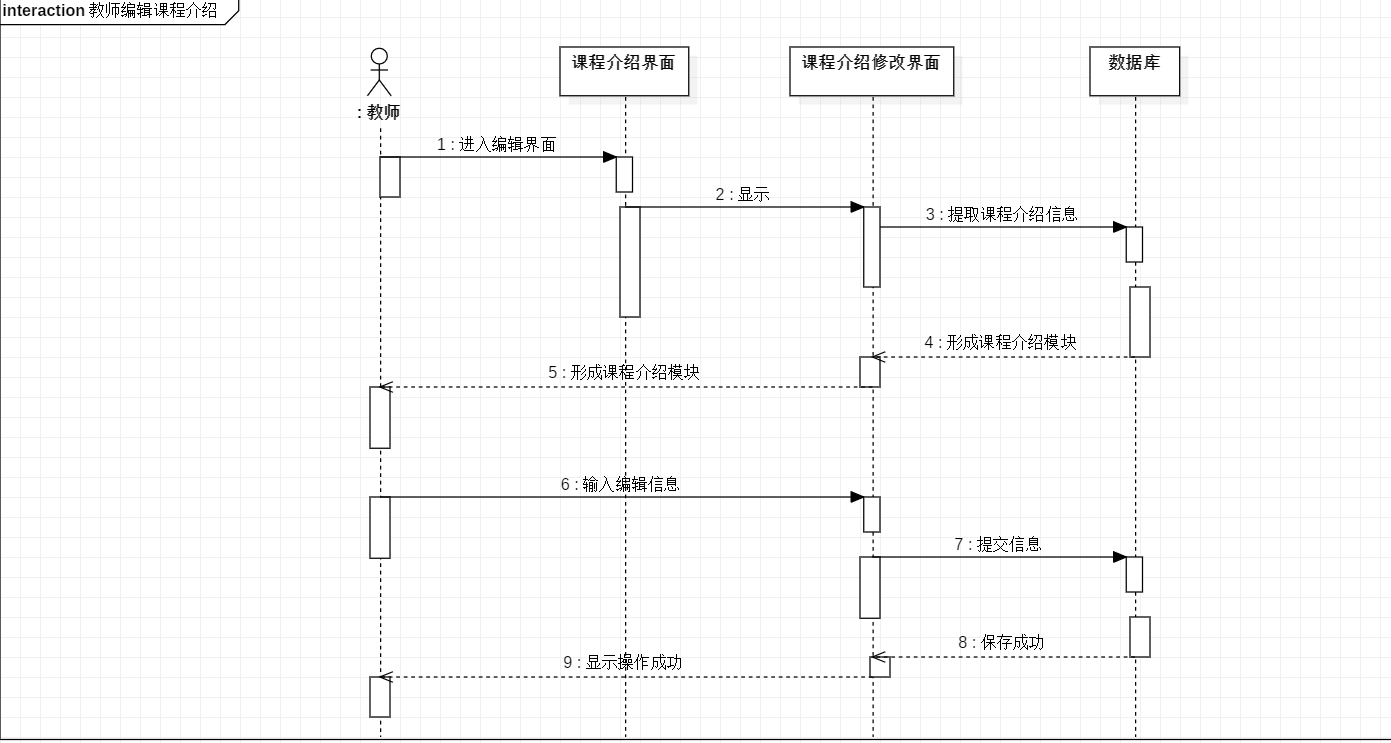 interaction 教师编辑课程介绍
课程介绍界面
课程介绍修改界面
数据库
: 教师
1 : 进入编辑界面
2 : 显示
3 : 提取课程介绍信息
4 : 形成课程介绍模块
5 : 形成课程介绍模块
6 : 输入编辑信息
7 : 提交信息
8 : 保存成功
9 : 显示操作成功